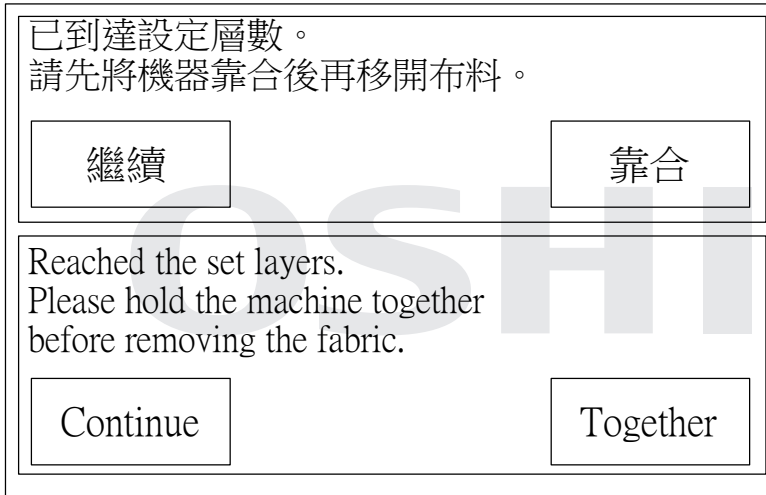 已到達設定層數。
請先將機器靠合後再移開布料。
繼續
靠合
Reached the set layers.
Please hold the machine together
before removing the fabric.
Continue
Together
OSHI